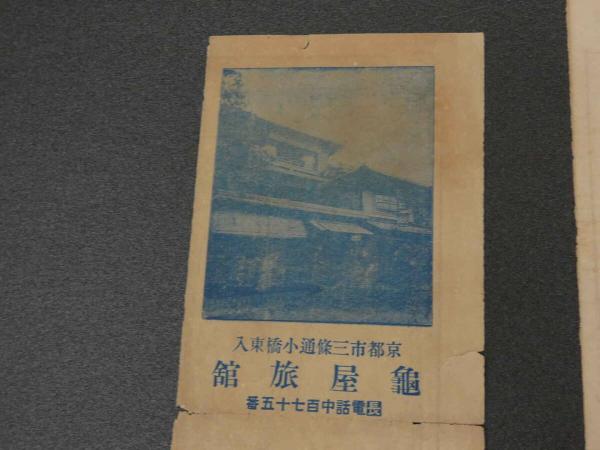 京都市三條通小橋東入
龜屋旅舘
長電話中百七十五番